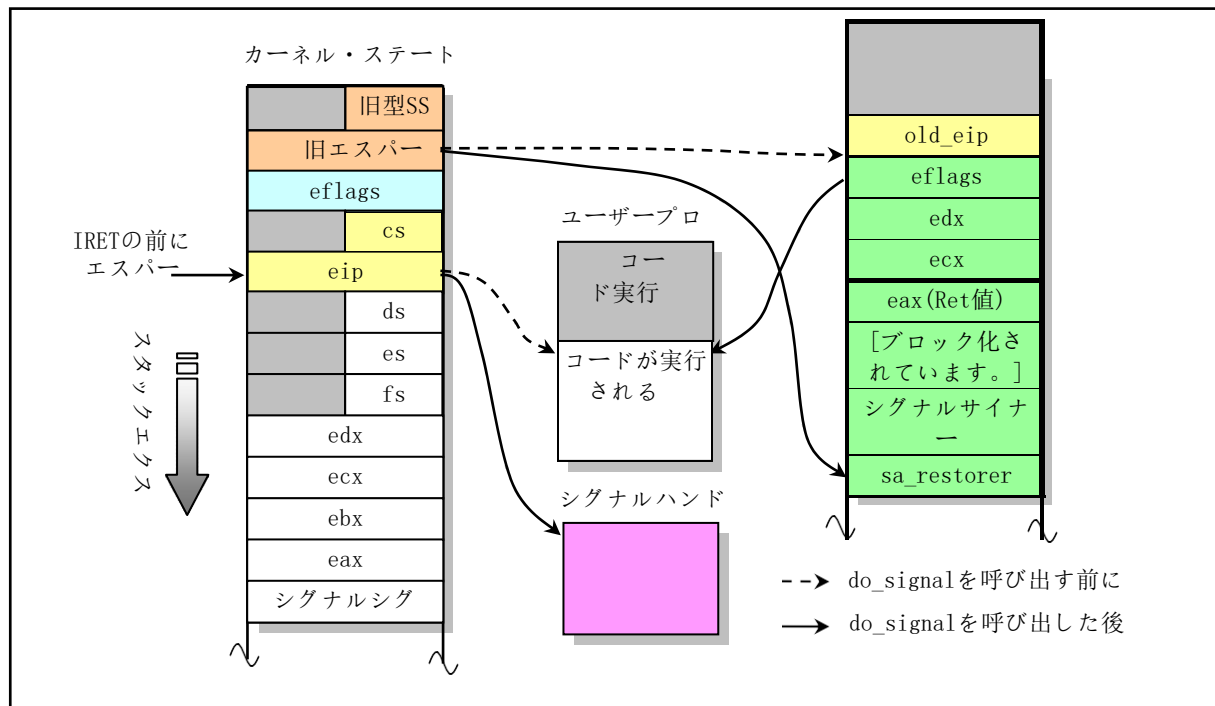 カーネル・ステート
旧型SS
旧エスパー
eflags
cs
eip
ds
es
fs
edx
ecx
ebx
eax
シグナルシグ
IRETの前に
エスパー
スタックエクス
ユーザープロ
コー
ド実行
コードが実行
される
シグナルハンド
old_eip
eflags
edx
ecx
eax(Ret値)
[ブロック化さ
れています。]
シグナルサイナ
ー
sa_restorer
do_signalを呼び出す前に
do_signalを呼び出した後